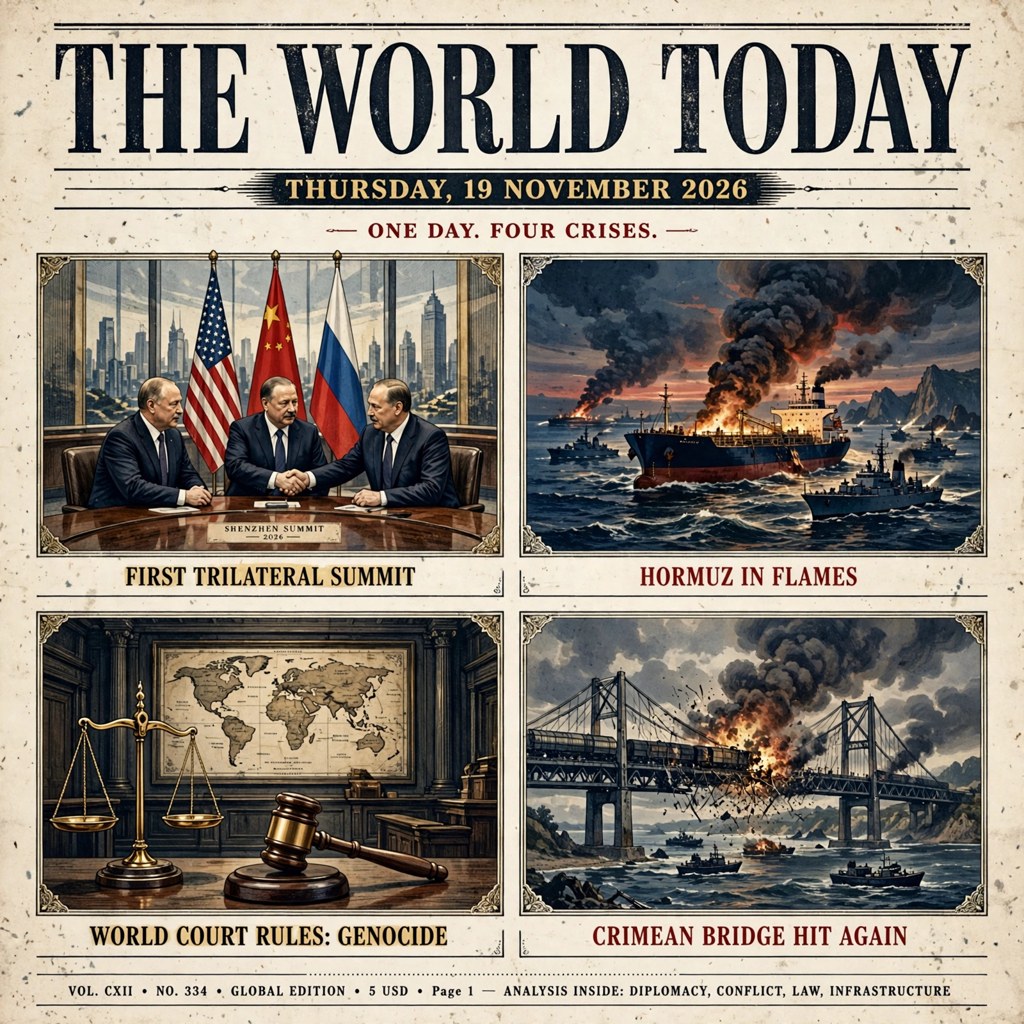 THE WORLD TODAY
THURSDAY, 19 NOVEMBER 2026
— ONE DAY. FOUR CRISES. —
SHENZHEN SUMMIT
— 2026 —
FIRST TRILATERAL SUMMIT
HORMUZ IN FLAMES
WORLD COURT RULES: GENOCIDE
CRIMEAN BRIDGE HIT AGAIN
VOL. CXII • NO. 334 • GLOBAL EDITION • 5 USD • Page 1 — ANALYSIS INSIDE: DIPLOMACY, CONFLICT, LAW, INFRASTRUCTURE